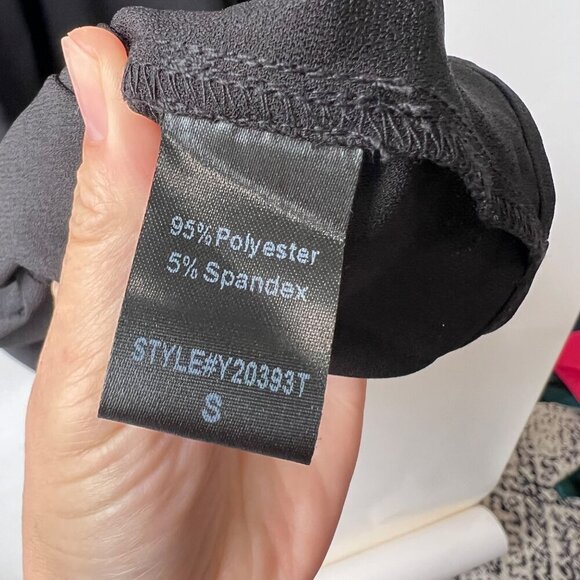 95% Polyester
5% Spandex
STYLE#Y20393T
S